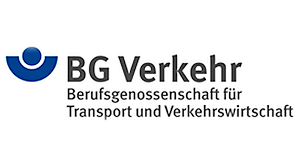 BG Verkehr
Berufsgenossenschaft für
Transport und Verkehrswirtschaft